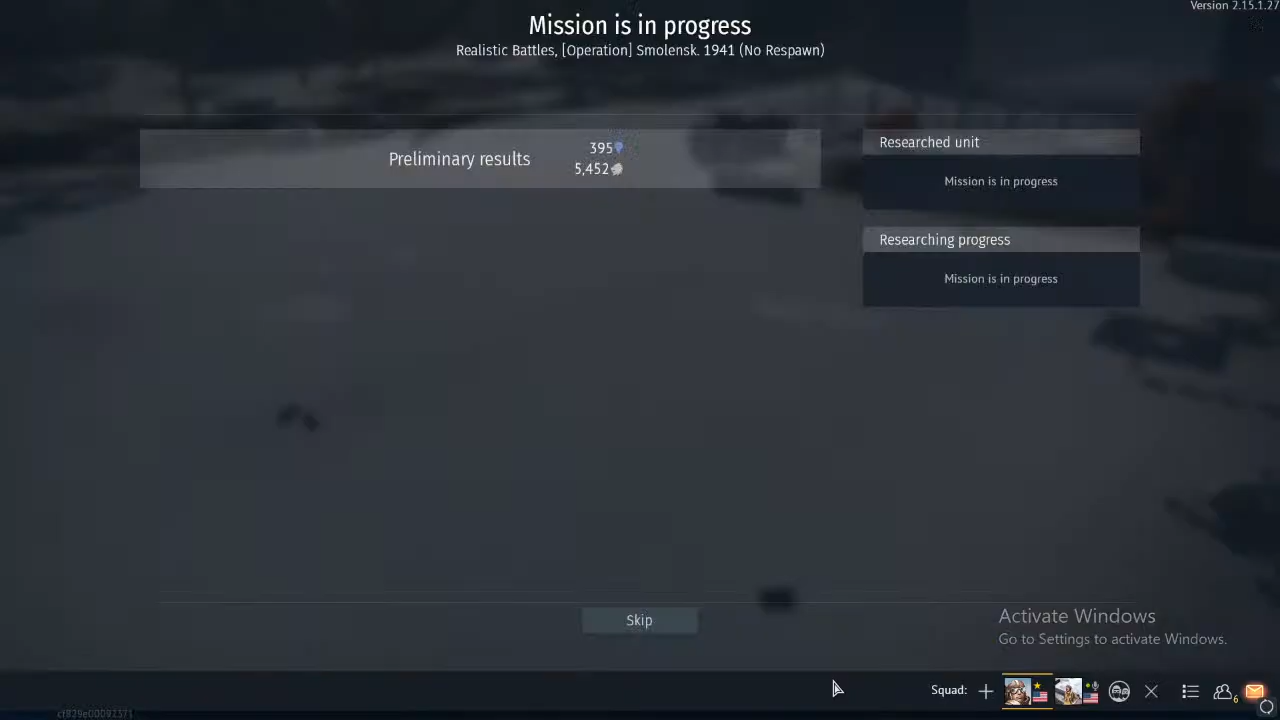 Version 2.15.1.27
Mission is in progress
Realistic Battles, [Operation] Smolensk. 1941 (No Respawn)
Preliminary results
395
5,452
Researched unit
Mission is in progress
Researching progress
Mission is in progress
Skip
Activate Windows
Go to Settings to activate Windows.
Squad:
6